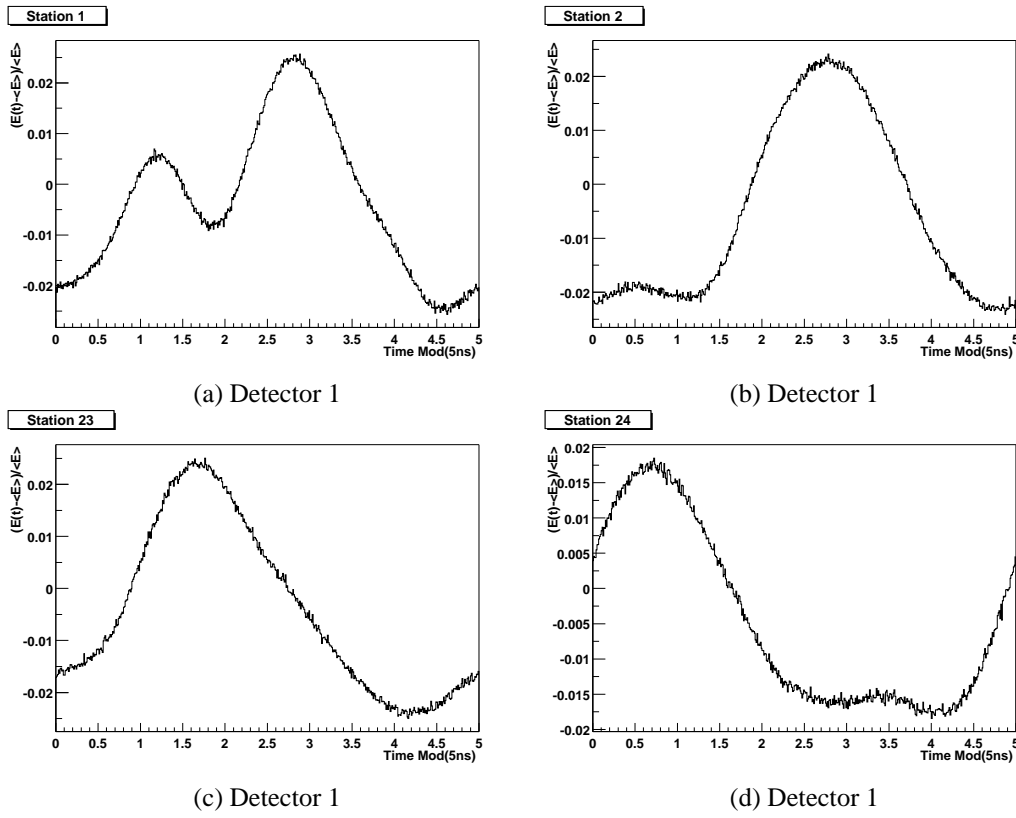 Station 1
(E(t)-<E>)/<E>
0.02
0.01
0
-0.01
-0.02
0 0.5 1 1.5 2 2.5 3 3.5 4 4.5 5
Time Mod(5ns)
(a) Detector 1
Station 2
(E(t)-<E>)/<E>
0.02
0.01
0
-0.01
-0.02
0 0.5 1 1.5 2 2.5 3 3.5 4 4.5 5
Time Mod(5ns)
(b) Detector 1
Station 23
(E(t)-<E>)/<E>
0.02
0.01
0
-0.01
-0.02
0 0.5 1 1.5 2 2.5 3 3.5 4 4.5 5
Time Mod(5ns)
(c) Detector 1
Station 24
(E(t)-<E>)/<E>
0.02
0.015
0.01
0.005
0
-0.005
-0.01
-0.015
-0.02
0 0.5 1 1.5 2 2.5 3 3.5 4 4.5 5
Time Mod(5ns)
(d) Detector 1